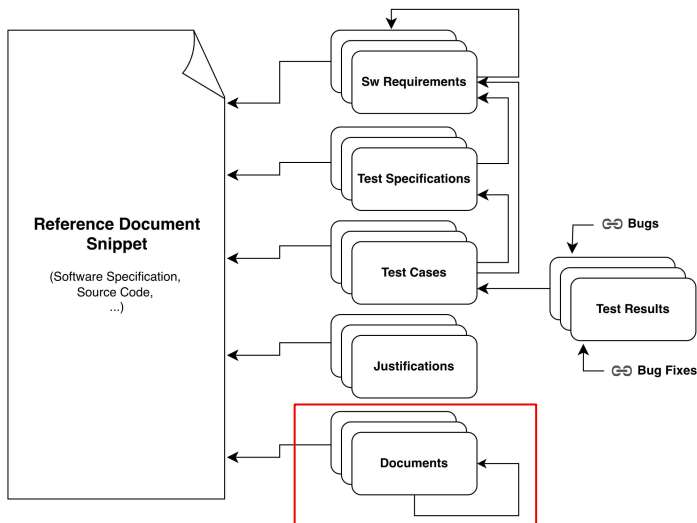 Sw Requirements
Test Specifications
Reference Document
Snippet
(Software Specification,
Source Code,
...)
Test Cases
Bugs
Test Results
Bug Fixes
Justifications
Documents